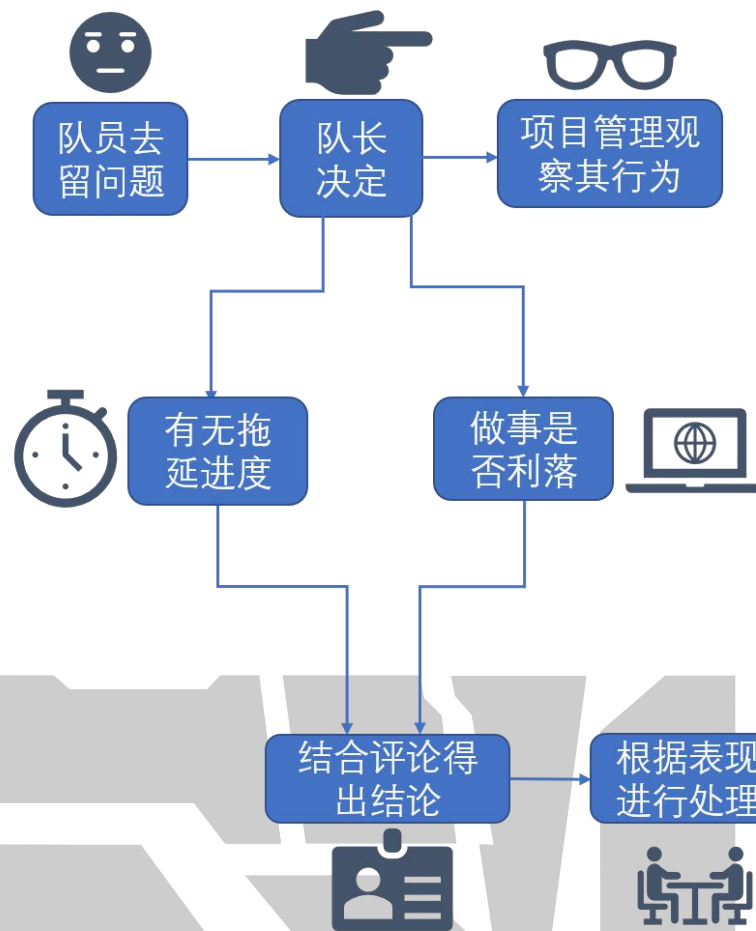 队员去
留问题
队长
决定
项目管理观
察其行为
有无拖
延进度
做事是
否利落
结合评论得
出结论
根据表现
进行处理